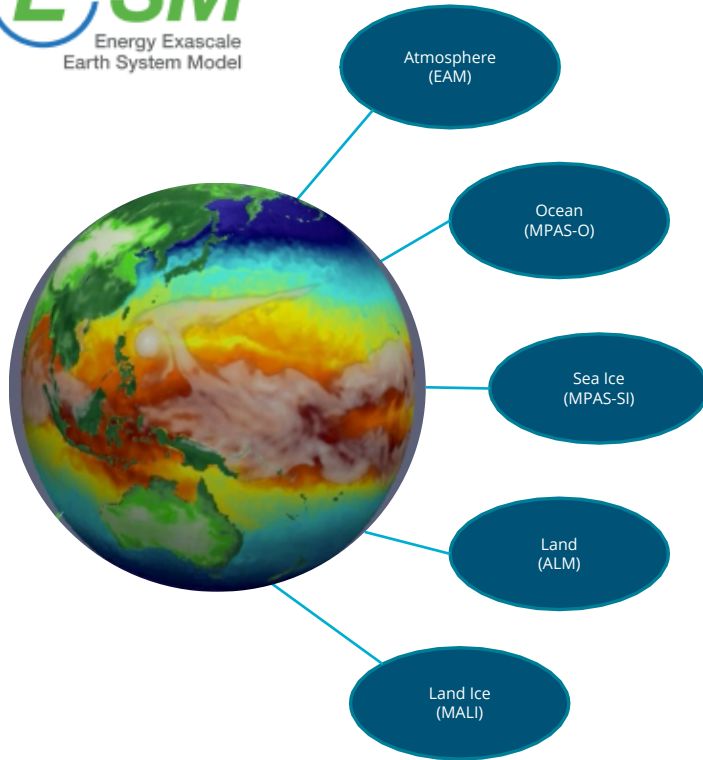 Energy Exascale
Earth System Model
Atmosphere
(EAM)
Ocean
(MPAS-O)
Sea Ice
(MPAS-SI)
Land
(ALM)
Land Ice
(MALI)